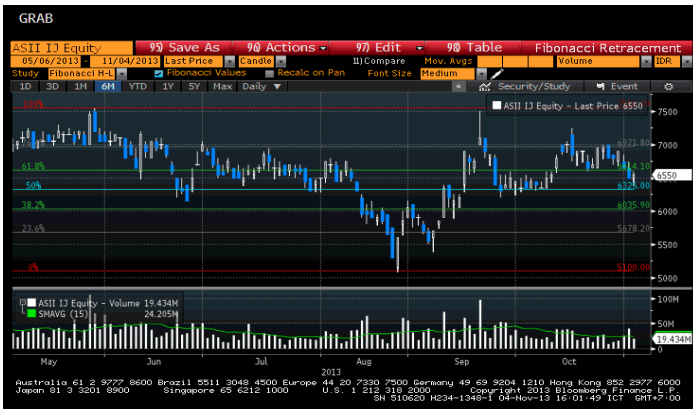 GRAB
ASII IJ Equity 95) Save As 96) Actions 97) Edit 98) Table Fibonacci Retracement
05/06/2013 - 11/04/2013 Last Price Candle 11) Compare Mov. Avgs Volume IDR
Study Fibonacci H-L Fibonacci Values Recalc on Pan Font Size Medium
1D 3D 1M 6M YTD 1Y 5Y Max Daily ▼ « Security/Study Event
100%
ASII IJ Equity - Last Price 6550
7500
7000
6971.80
61.8%
6550
50% 6325.00
38.2% 6035.90
6000
23.6% 5678.20
5500
0% 5100.00
5000
ASII IJ Equity - Volume 19.434M
SMAVG (15) 24.205M
100M
50M
19.434M
0
May Jun Jul Aug Sep Oct
2013
Australia 61 2 9777 8600 Brazil 5511 3048 4500 Europe 44 20 7330 7500 Germany 49 69 9204 1210 Hong Kong 852 2977 6000
Japan 81 3 3201 8900 Singapore 65 6212 1000 U.S. 1 212 318 2000 Copyright 2013 Bloomberg Finance L.P.
SN 510620 H234-1348-1 04-Nov-13 16:01:49 ICT GMT+7:00